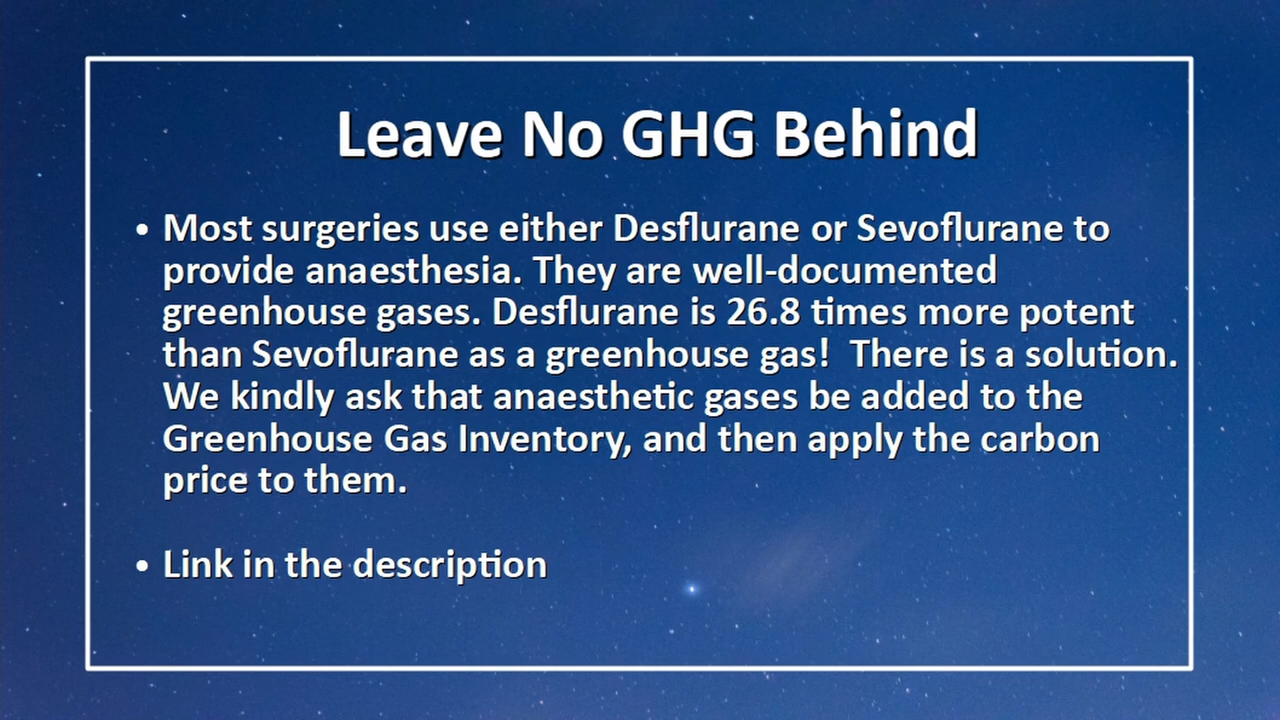 Leave No GHG Behind
• Most surgeries use either Desflurane or Sevoflurane to
provide anaesthesia. They are well-documented
greenhouse gases. Desflurane is 26.8 times more potent
than Sevoflurane as a greenhouse gas!  There is a solution.
We kindly ask that anaesthetic gases be added to the
Greenhouse Gas Inventory, and then apply the carbon
price to them.
• Link in the description